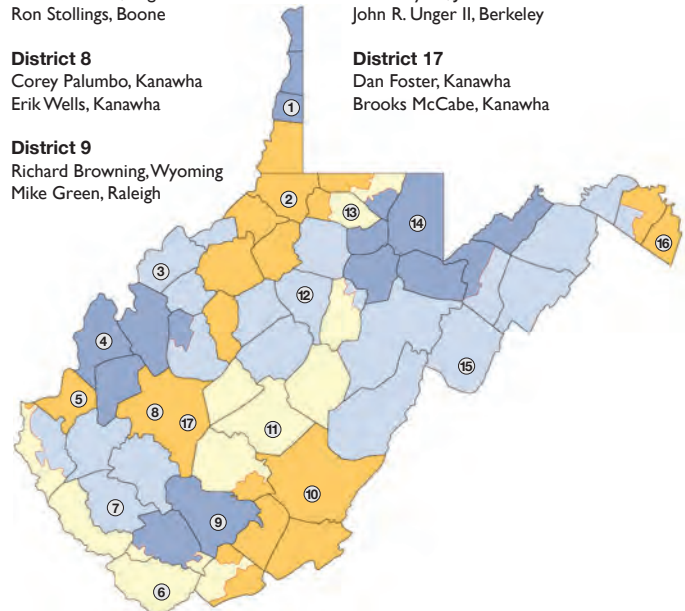 Ron Stollings, Boone
District 8
Corey Palumbo, Kanawha
Erik Wells, Kanawha
District 9
Richard Browning, Wyoming
Mike Green, Raleigh
John R. Unger II, Berkeley
District 17
Dan Foster, Kanawha
Brooks McCabe, Kanawha
1
2
13
14
16
3
12
4
15
5
8
17
11
10
7
9
6